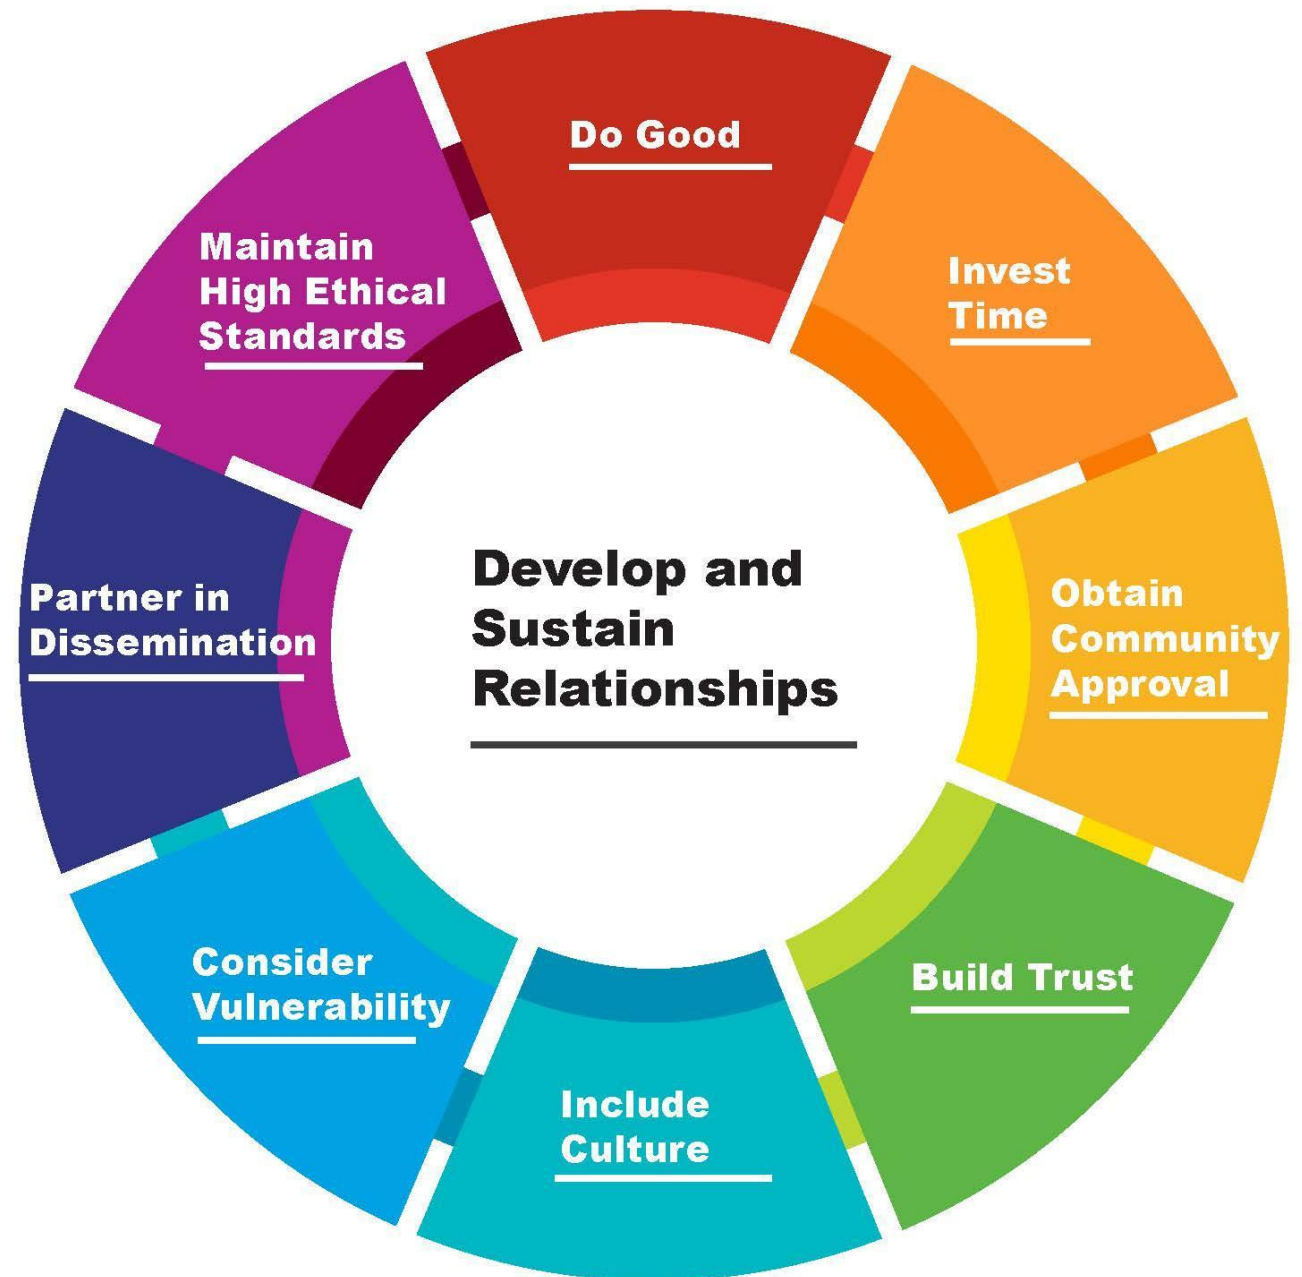 Do Good
Invest
Time
Obtain
Community
Approval
Build Trust
Include
Culture
Consider
Vulnerability
Partner in
Dissemination
Maintain
High Ethical
Standards
Develop and
Sustain
Relationships